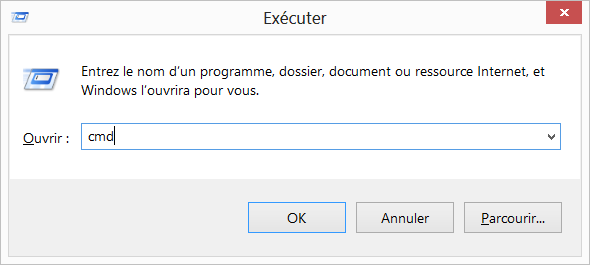 Exécuter
Entrez le nom d'un programme, dossier, document ou ressource Internet, et
Windows l'ouvrira pour vous.
Ouvrir : cmd
OK Annuler Parcourir...